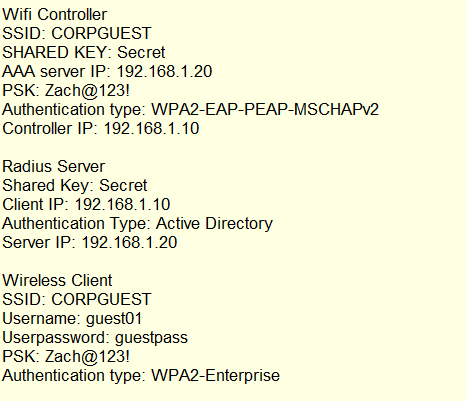 Wifi Controller
SSID: CORPGUEST
SHARED KEY: Secret
AAA server IP: 192.168.1.20
PSK: Zach@123!
Authentication type: WPA2-EAP-PEAP-MSCHAPv2
Controller IP: 192.168.1.10
Radius Server
Shared Key: Secret
Client IP: 192.168.1.10
Authentication Type: Active Directory
Server IP: 192.168.1.20
Wireless Client
SSID: CORPGUEST
Username: guest01
Userpassword: guestpass
PSK: Zach@123!
Authentication type: WPA2-Enterprise